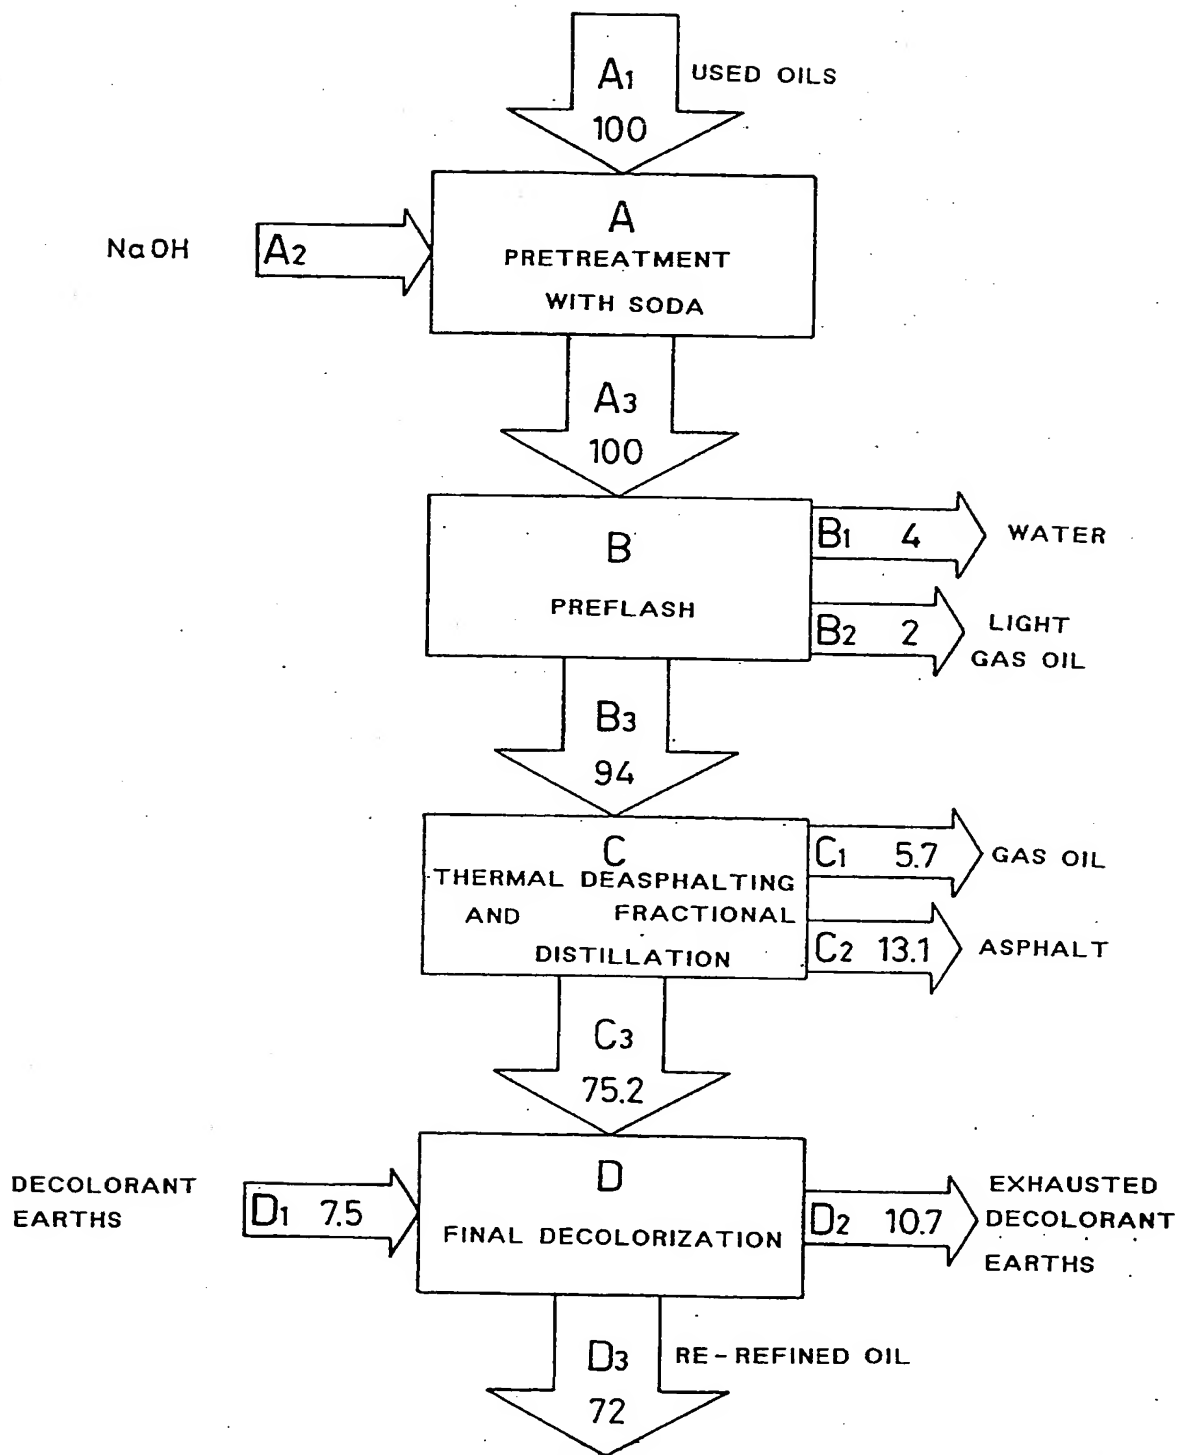 A1 USED OILS
100
NaOH A2
A
PRETREATMENT
WITH SODA
A3
100
B
PREFLASH
B1 4 WATER
B2 2 LIGHT
GAS OIL
B3
94
C
THERMAL DEASPHALTING
AND FRACTIONAL
DISTILLATION
C1 5.7 GAS OIL
C2 13.1 ASPHALT
C3
75.2
DECOLORANT
EARTHS
D1 7.5
D
FINAL DECOLORIZATION
D2 10.7
EXHAUSTED
DECOLORANT
EARTHS
D3 RE-REFINED OIL
72